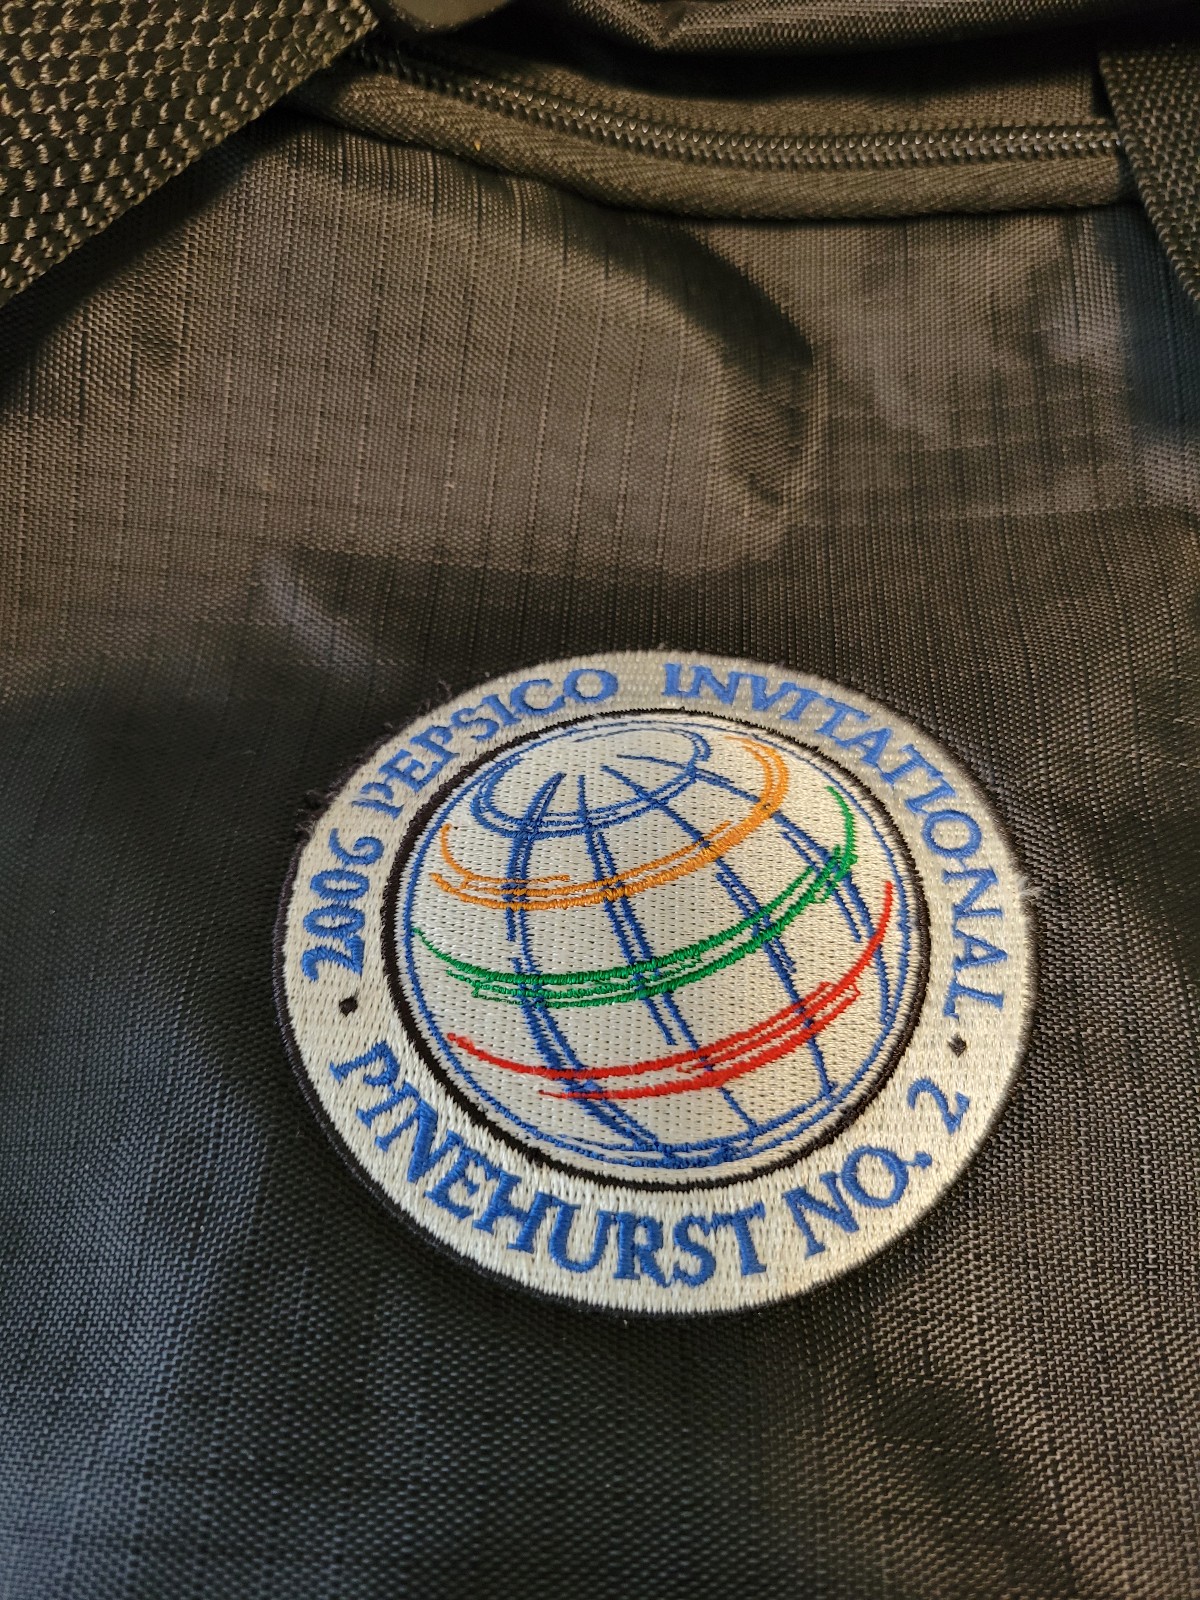 2006 PEPSICO INVITATIONAL
PINEHURST NO. 2